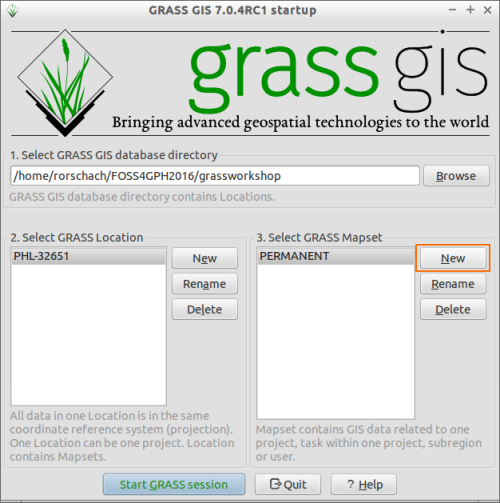 GRASS GIS 7.0.4RC1 startup
grass gis
Bringing advanced geospatial technologies to the world
1. Select GRASS GIS database directory
/home/rorschach/FOSS4GPH2016/grassworkshop
Browse
GRASS GIS database directory contains Locations.
2. Select GRASS Location
PHL-32651
New
Rename
Delete
All data in one Location is in the same
coordinate reference system (projection).
One Location can be one project. Location
contains Mapsets.
3. Select GRASS Mapset
PERMANENT
New
Rename
Delete
Mapset contains GIS data related to one
project, task within one project, subregion
or user.
Start GRASS session
Quit
? Help